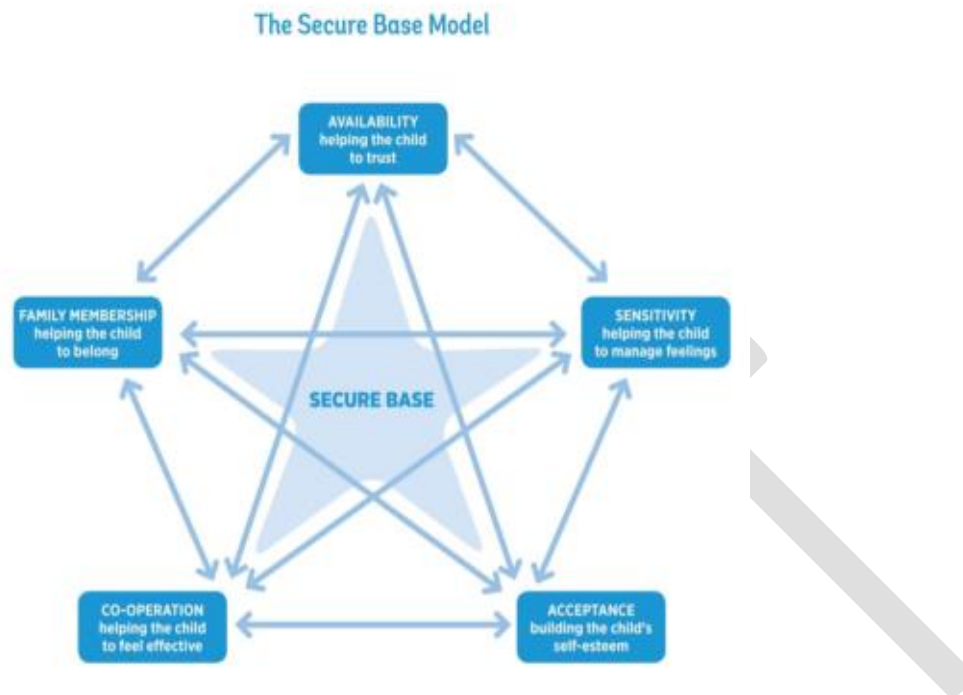 The Secure Base Model
AVAILABILITY
helping the child
to trust
FAMILY MEMBERSHIP
helping the child
to belong
SENSITIVITY
helping the child
to manage feelings
SECURE BASE
CO-OPERATION
helping the child
to feel effective
ACCEPTANCE
building the child's
self-esteem